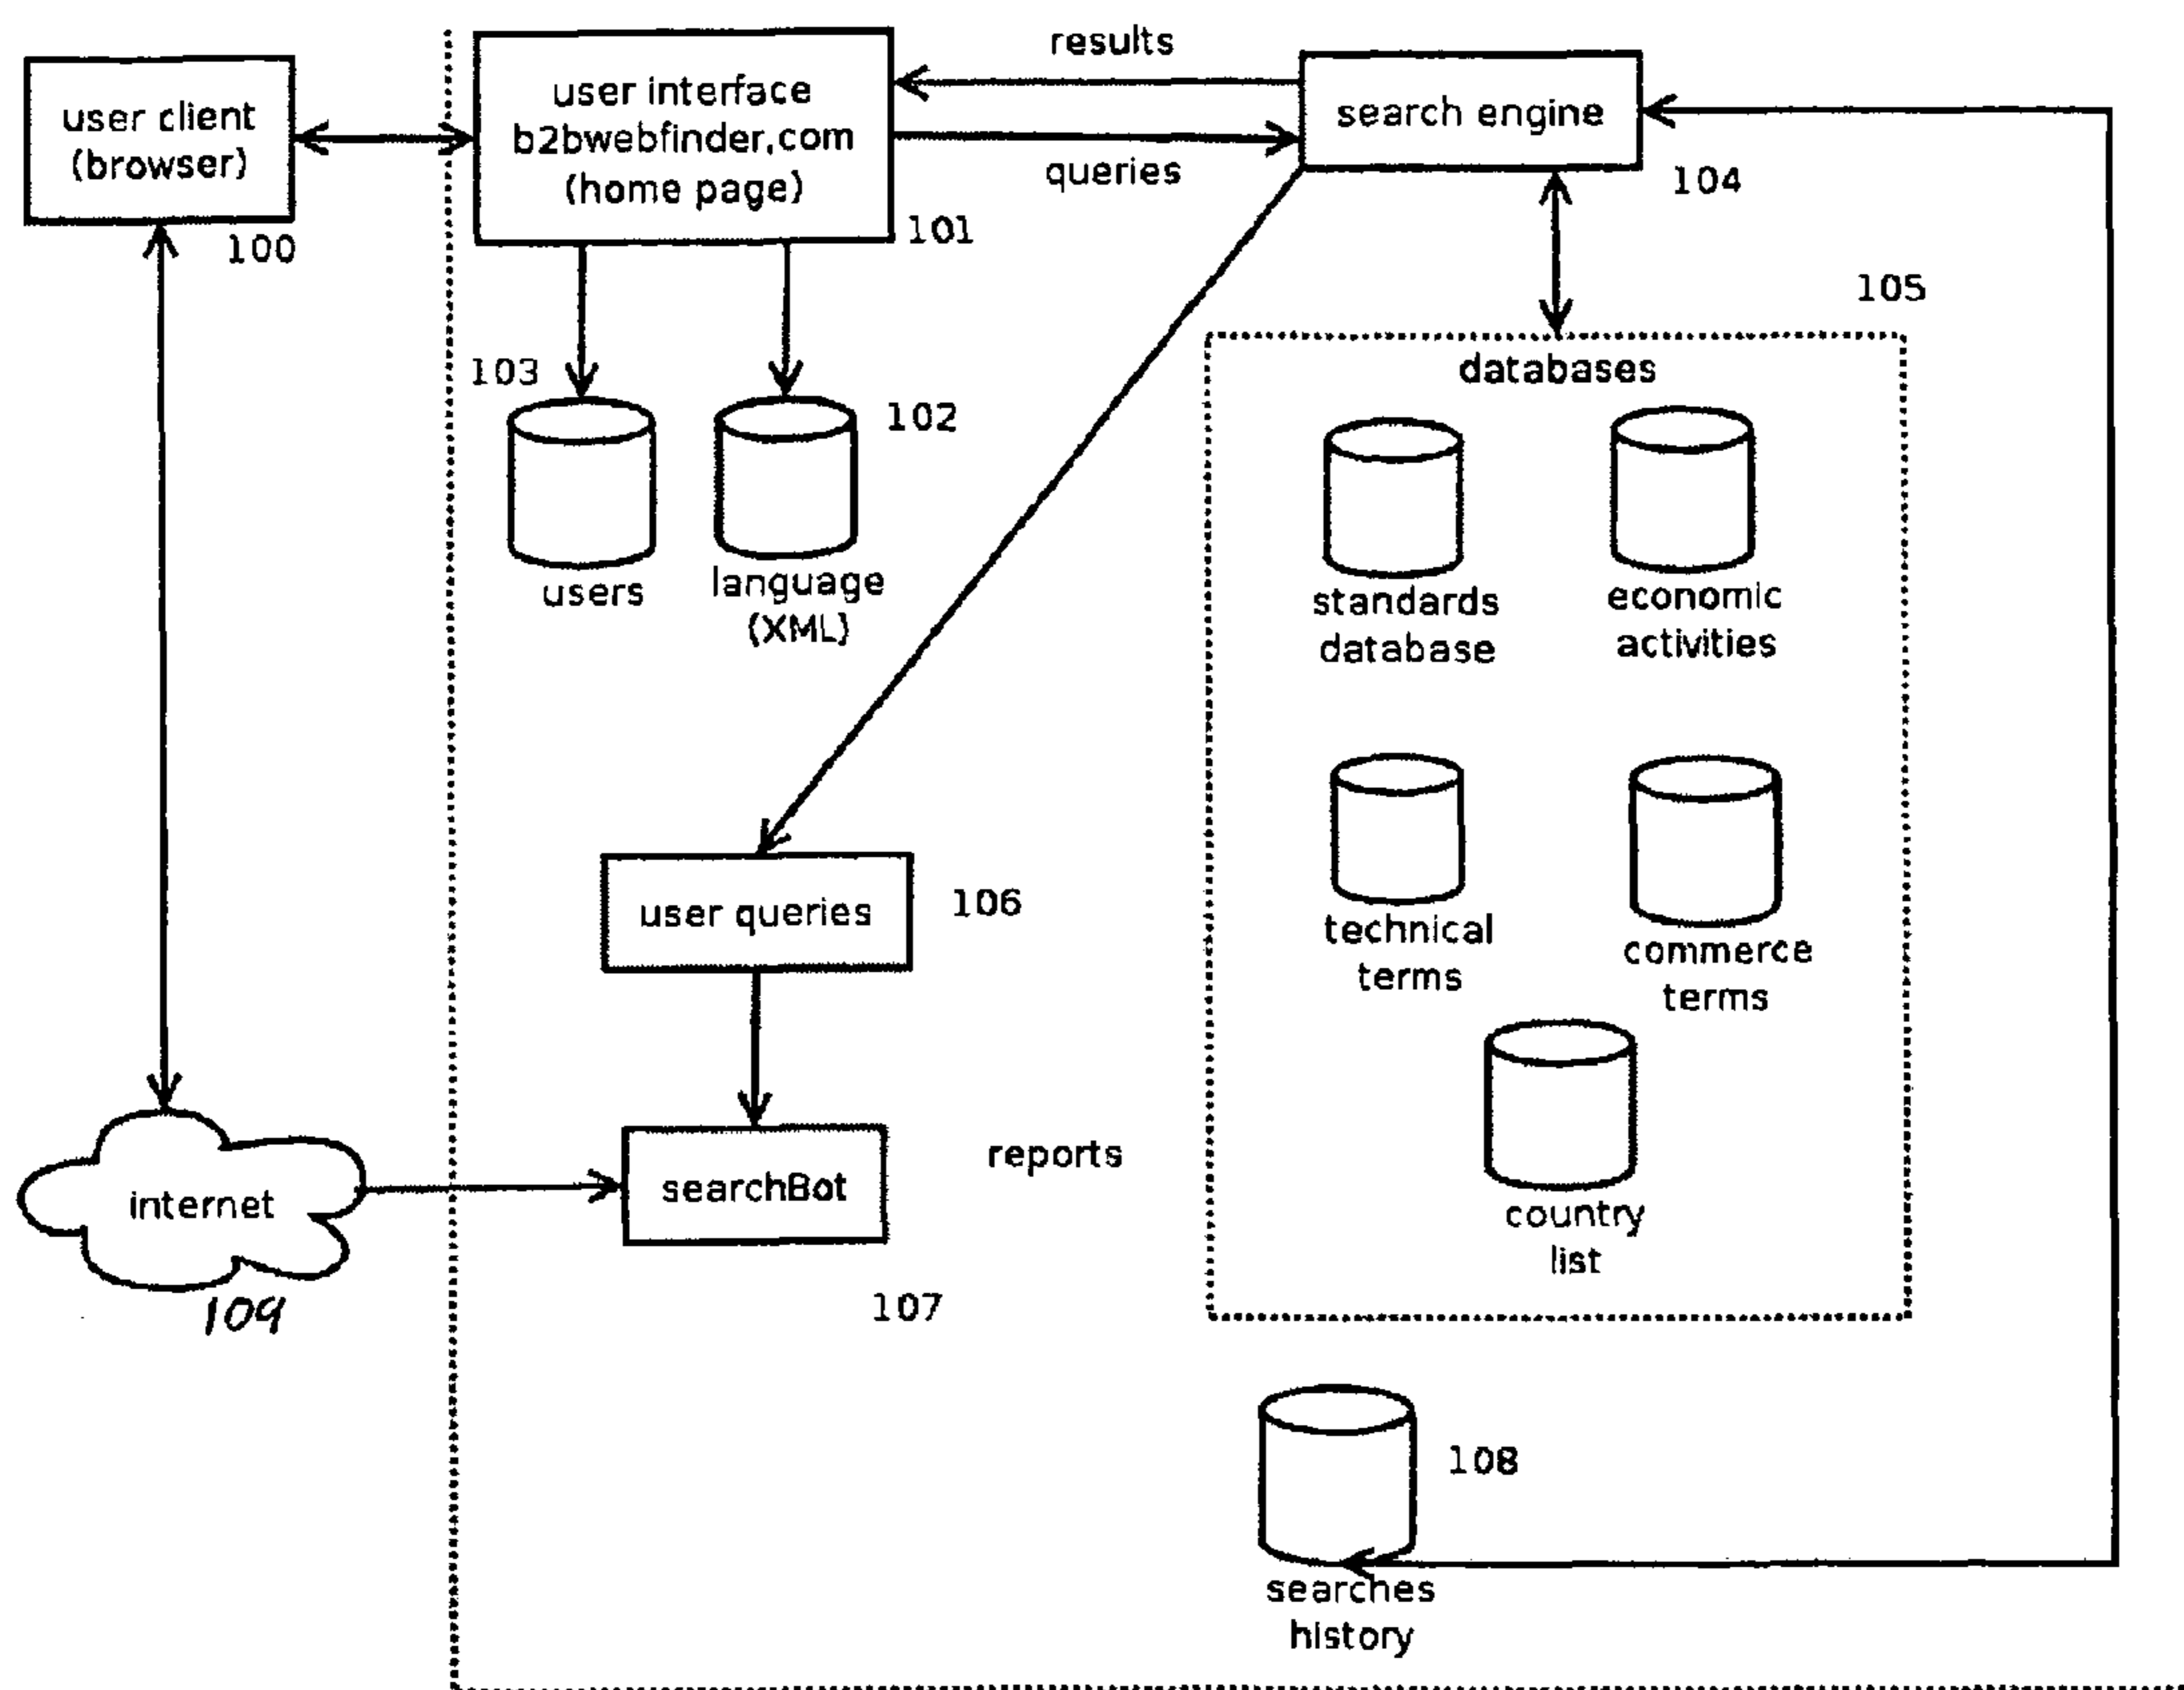 results
user client
(browser)
100
user interface
b2bwebfinder.com
(home page)
101
queries
search engine
104
105
103
users
102
language
(XML)
databases
standards
database
economic
activities
technical
terms
commerce
terms
country
list
user queries
106
searchBot
107
reports
internet
109
108
searches
history